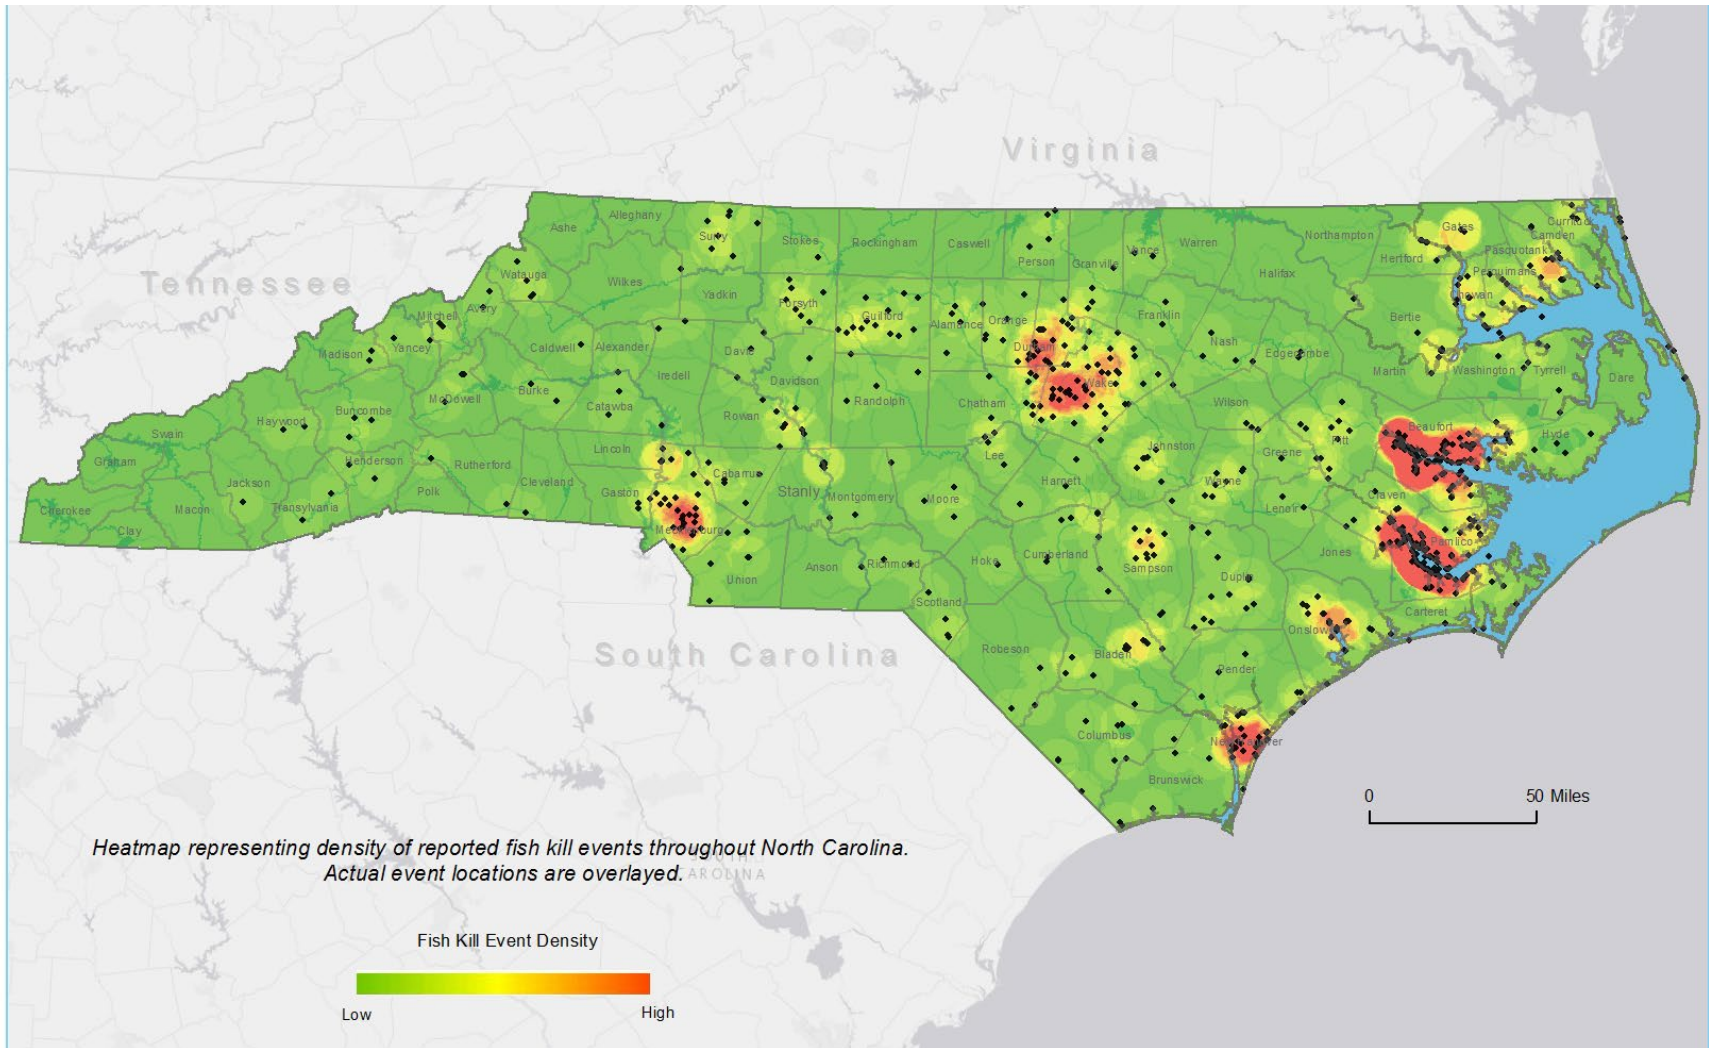 Virginia
Tennessee
Alleghany
Ashe
Surry
Stokes
Rockingham
Caswell
Person
Granville
Vance
Warren
Northampton
Gates
Currituck
Camden
Pasquotank
Hertford
Perquimans
Halifax
Watauga
Wilkes
Yadkin
Forsyth
Guilford
Alamance
Orange
Durham
Franklin
Nash
Edgecombe
Bertie
Chowan
Avery
Mitchell
Madison
Yancey
Caldwell
Alexander
Davie
Iredell
Davidson
Randolph
Chatham
Wake
Wilson
Martin
Washington
Tyrrell
Dare
Burke
McDowell
Catawba
Rowan
Haywood
Buncombe
Swain
Graham
Henderson
Rutherford
Lincoln
Cabarrus
Lee
Johnston
Greene
Pitt
Beaufort
Hyde
Jackson
Cherokee
Macon
Clay
Transylvania
Polk
Cleveland
Gaston
Mecklenburg
Stanly
Montgomery
Moore
Harnett
Wayne
Lenoir
Craven
Pamlico
Jones
Union
Anson
Richmond
Hoke
Cumberland
Sampson
Duplin
Scotland
Carteret
Onslow
Robeson
Bladen
Pender
South Carolina
Columbus
New Hanover
Brunswick
0 50 Miles
Heatmap representing density of reported fish kill events throughout North Carolina.
Actual event locations are overlayed.
SOUTH
CAROLINA
Fish Kill Event Density
Low High